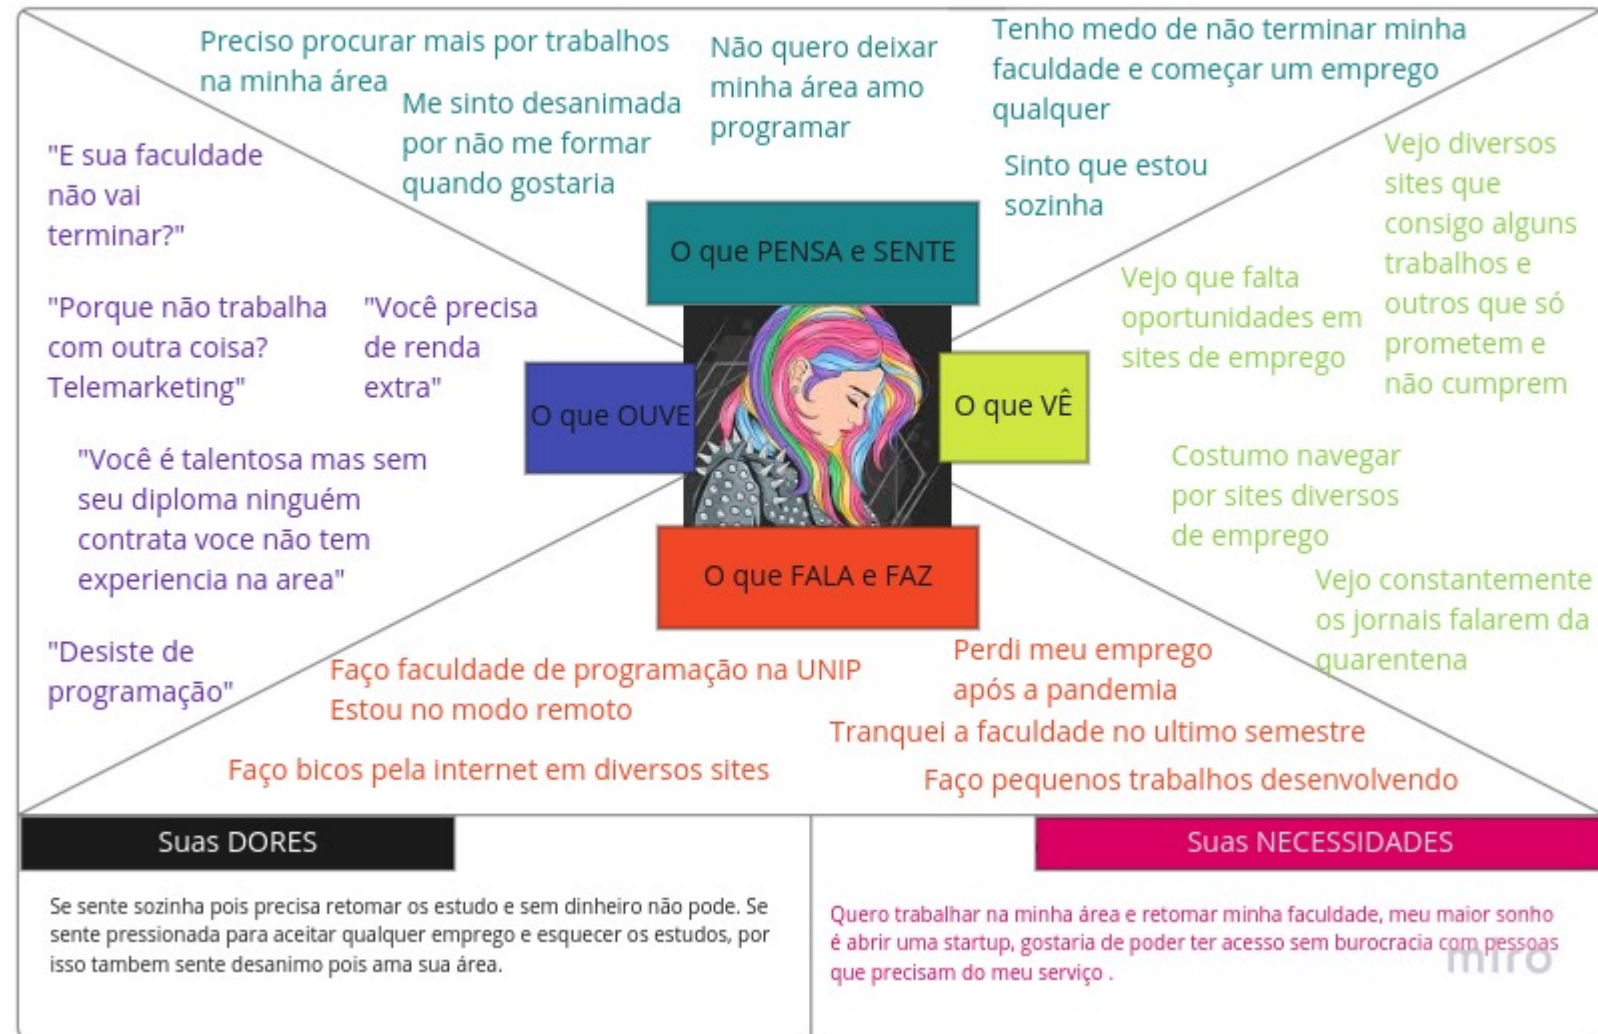 Preciso procurar mais por trabalhos
na minha área
Me sinto desanimada
por não me formar
quando gostaria
Não quero deixar
minha área amo
programar
Tenho medo de não terminar minha
faculdade e começar um emprego
qualquer
Sinto que estou
sozinha
O que PENSA e SENTE
"E sua faculdade
não vai
terminar?"
"Porque não trabalha
com outra coisa?
Telemarketing"
"Você precisa
de renda
extra"
"Você é talentosa mas sem
seu diploma ninguém
contrata voce não tem
experiencia na area"
"Desiste de
programação"
O que OUVE
O que VÊ
Vejo que falta
oportunidades em
sites de emprego
Vejo diversos
sites que
consigo alguns
trabalhos e
outros que só
prometem e
não cumprem
Costumo navegar
por sites diversos
de emprego
Vejo constantemente
os jornais falarem da
quarentena
O que FALA e FAZ
Faço faculdade de programação na UNIP
Estou no modo remoto
Faço bicos pela internet em diversos sites
Perdi meu emprego
após a pandemia
Tranquei a faculdade no ultimo semestre
Faço pequenos trabalhos desenvolvendo
Suas DORES
Se sente sozinha pois precisa retomar os estudo e sem dinheiro não pode. Se
sente pressionada para aceitar qualquer emprego e esquecer os estudos, por
isso tambem sente desanimo pois ama sua área.
Suas NECESSIDADES
Quero trabalhar na minha área e retomar minha faculdade, meu maior sonho
é abrir uma startup, gostaria de poder ter acesso sem burocracia com pessoas
que precisam do meu serviço .
miro